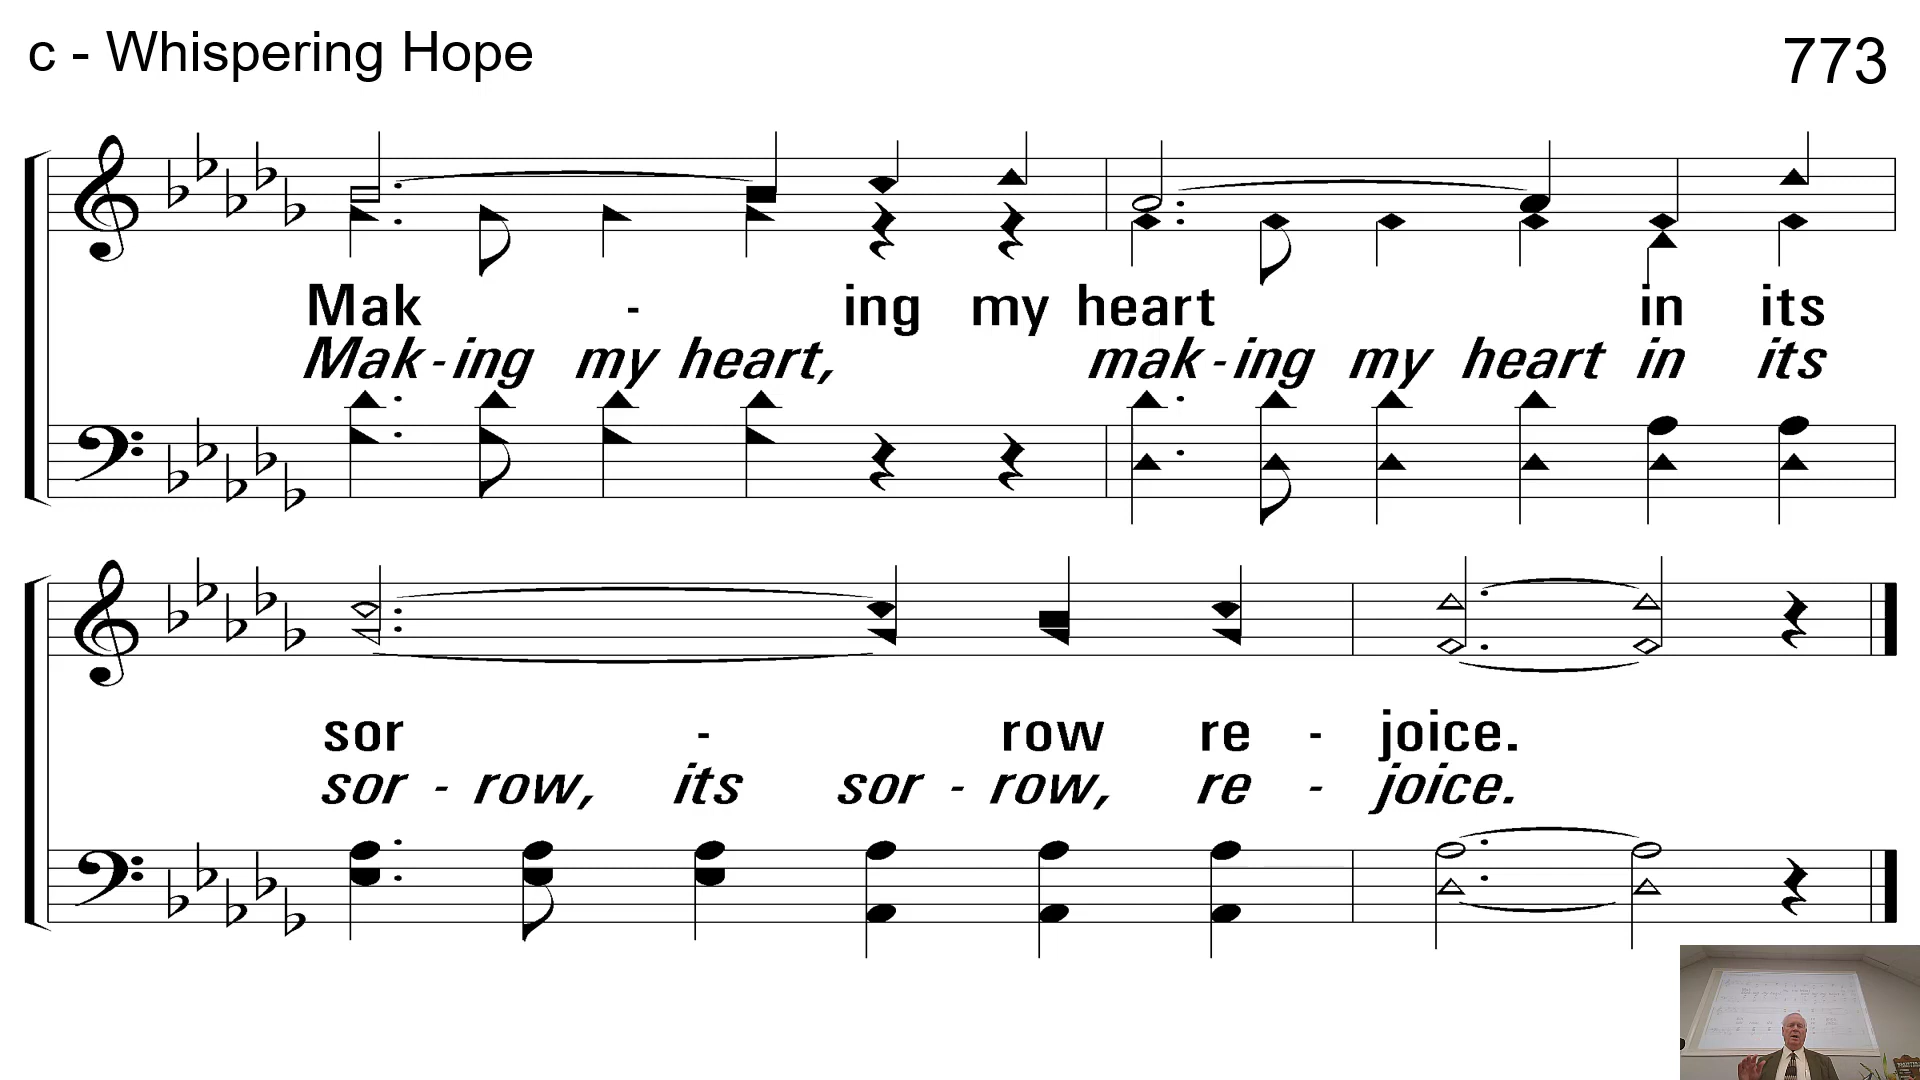 c - Whispering Hope
773
Mak - ing my heart in its
Mak - ing my heart, mak - ing my heart in its
sor - row re - joice.
sor - row, its sor - row, re - joice.